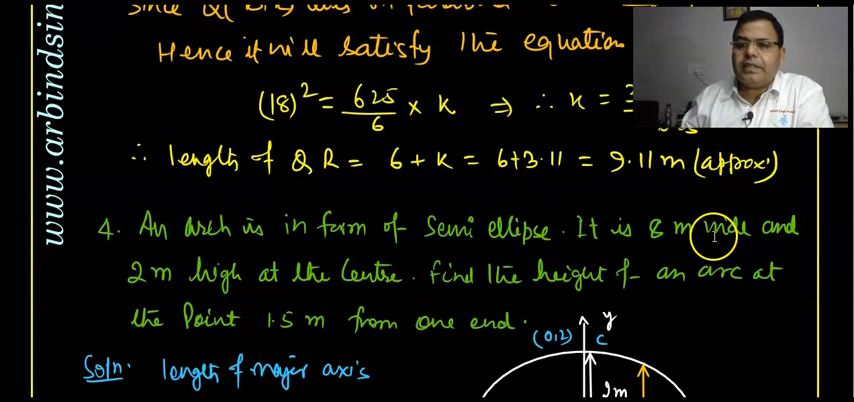 www.arbindsin
Hence it will satisfy the equation
(18)² = 625/6 × k ⇒ ∴ k = 3
∴ length of QR = 6 + k = 6+3.11 = 9.11 m (approx)
4. An arch is in form of Semi ellipse. It is 8 m wide and
2m high at the Centre. Find the height of an arc at
the Point 1.5 m from one end.
Soln. length of major axis
(0,2) C y
2m